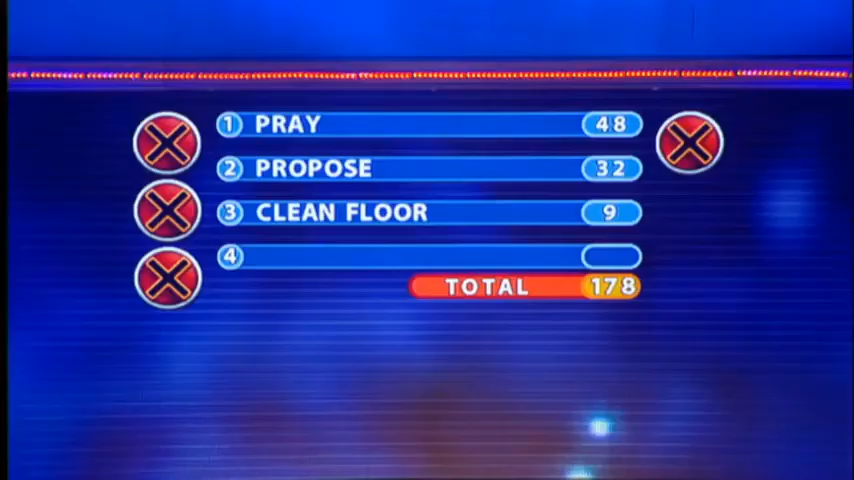 1 PRAY 48
2 PROPOSE 32
3 CLEAN FLOOR 9
4
TOTAL 178